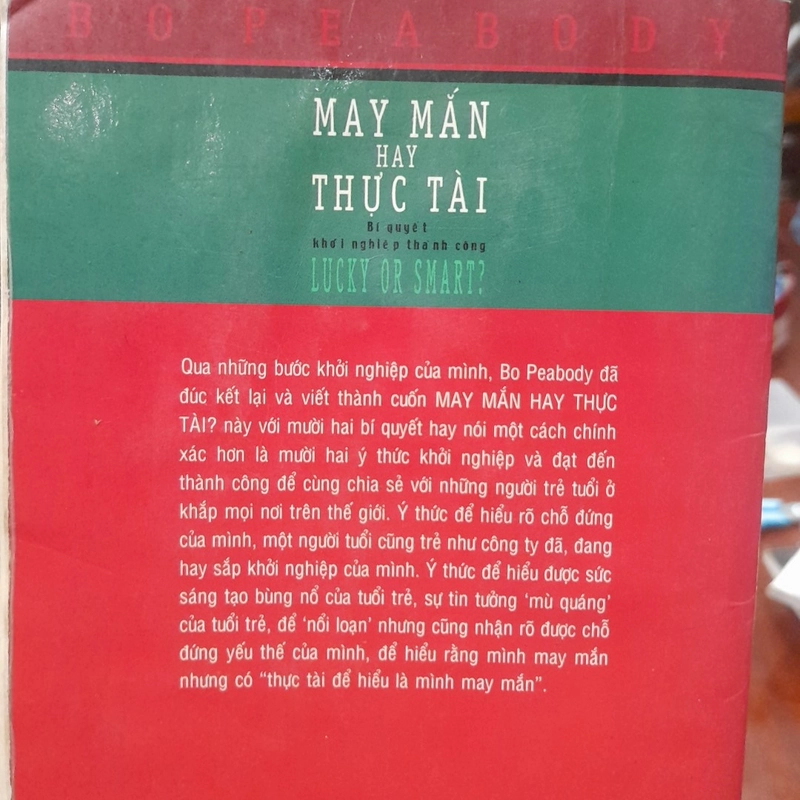 BO PEABODY
MAY MẮN
HAY
THỰC TÀI
Bí quyết
khởi nghiệp thành công
LUCKY OR SMART?
Qua những bước khởi nghiệp của mình, Bo Peabody đã
đúc kết lại và viết thành cuốn MAY MẮN HAY THỰC
TÀI? này với mười hai bí quyết hay nói một cách chính
xác hơn là mười hai ý thức khởi nghiệp và đạt đến
thành công để cùng chia sẻ với những người trẻ tuổi ở
khắp mọi nơi trên thế giới. Ý thức để hiểu rõ chỗ đứng
của mình, một người tuổi cũng trẻ như công ty đã, đang
hay sắp khởi nghiệp của mình. Ý thức để hiểu được sức
sáng tạo bùng nổ của tuổi trẻ, sự tin tưởng 'mù quáng'
của tuổi trẻ, để 'nổi loạn' nhưng cũng nhận rõ được chỗ
đứng yếu thế của mình, để hiểu rằng mình may mắn
nhưng có "thực tài để hiểu là mình may mắn".